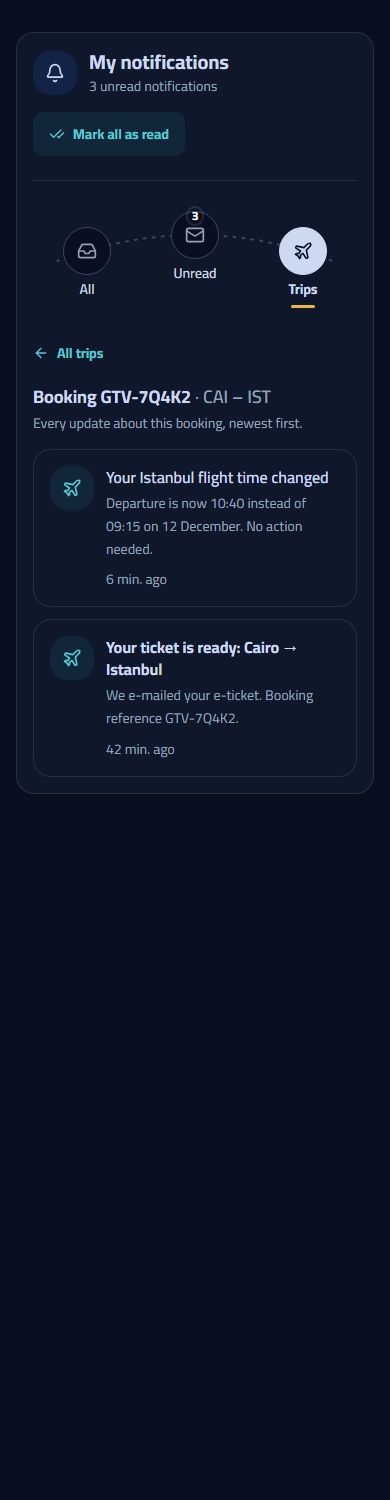 My notifications
3 unread notifications
Mark all as read
3
All
Unread
Trips
All trips
Booking GTV-7Q4K2 · CAI – IST
Every update about this booking, newest first.
Your Istanbul flight time changed
Departure is now 10:40 instead of
09:15 on 12 December. No action
needed.
6 min. ago
Your ticket is ready: Cairo →
Istanbul
We e-mailed your e-ticket. Booking
reference GTV-7Q4K2.
42 min. ago